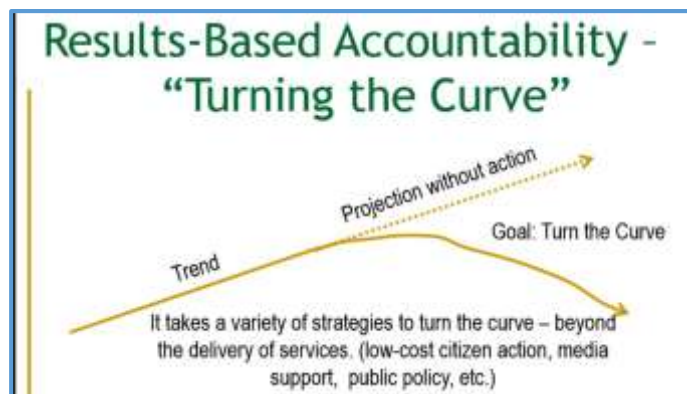 Results-Based Accountability –
“Turning the Curve”
Projection without action
Goal: Turn the Curve
Trend
It takes a variety of strategies to turn the curve – beyond
the delivery of services. (low-cost citizen action, media
support, public policy, etc.)